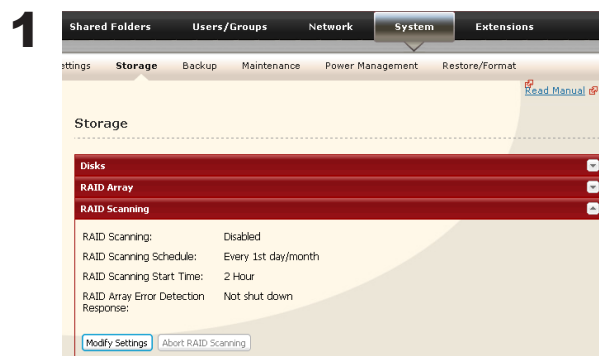 1
Shared Folders Users/Groups Network System Extensions
ettings Storage Backup Maintenance Power Management Restore/Format
Read Manual
Storage
Disks
RAID Array
RAID Scanning
RAID Scanning: Disabled
RAID Scanning Schedule: Every 1st day/month
RAID Scanning Start Time: 2 Hour
RAID Array Error Detection Not shut down
Response:
Modify Settings Abort RAID Scanning